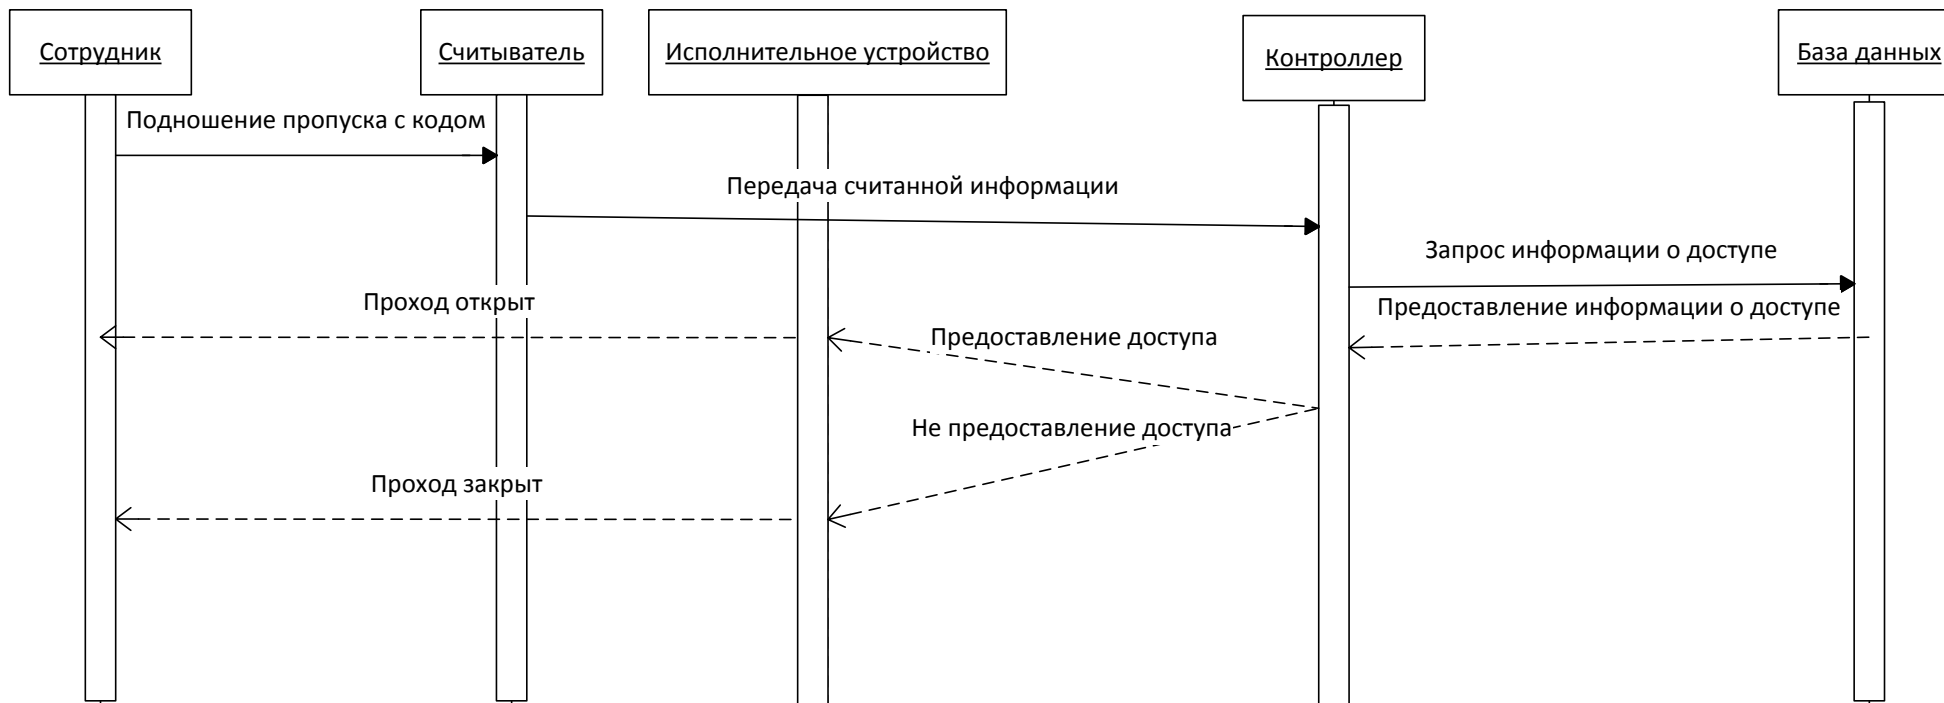 Сотрудник
Считыватель
Исполнительное устройство
Контроллер
База данных
Подношение пропуска с кодом
Передача считанной информации
Запрос информации о доступе
Проход открыт
Предоставление информации о доступе
Предоставление доступа
Не предоставление доступа
Проход закрыт